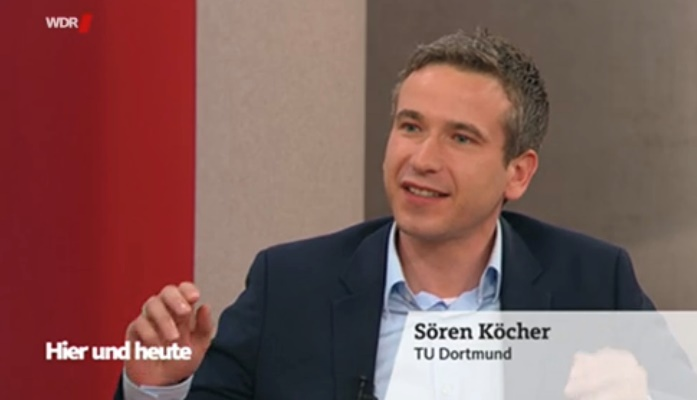 WDR
Hier und heute
Sören Köcher
TU Dortmund